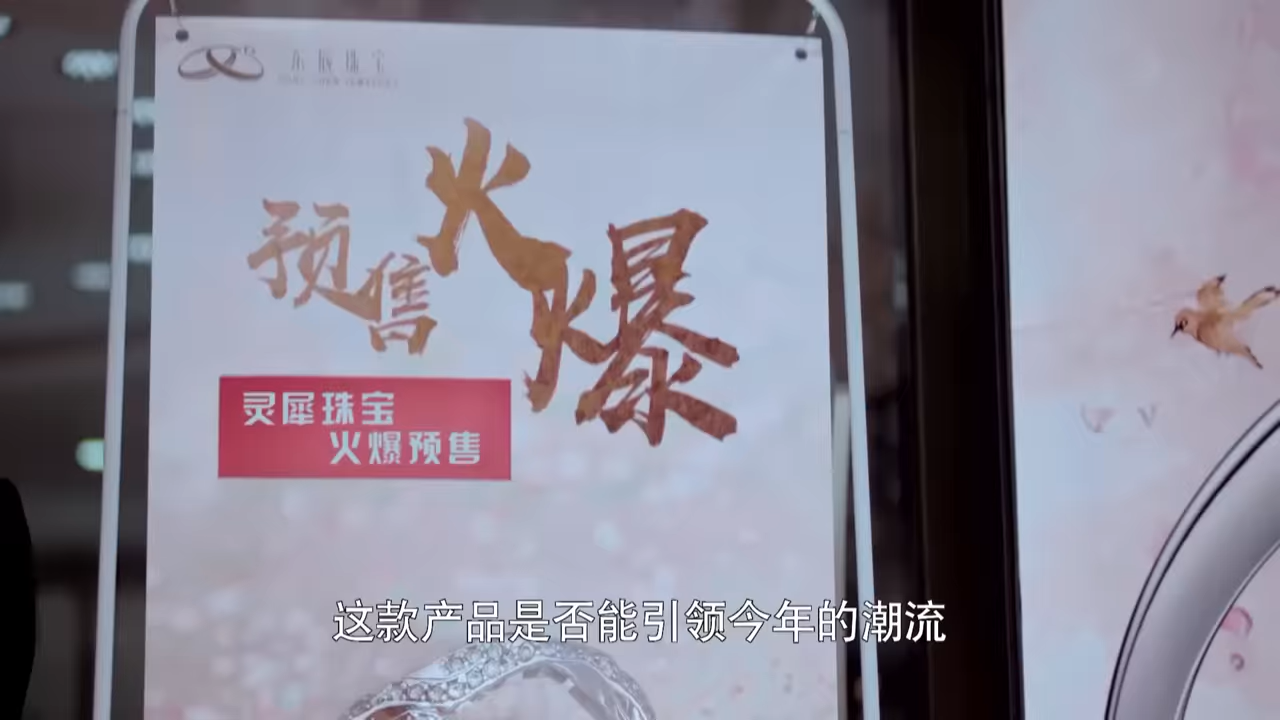 东辰珠宝
预售火爆
灵犀珠宝
火爆预售
这款产品是否能引领今年的潮流